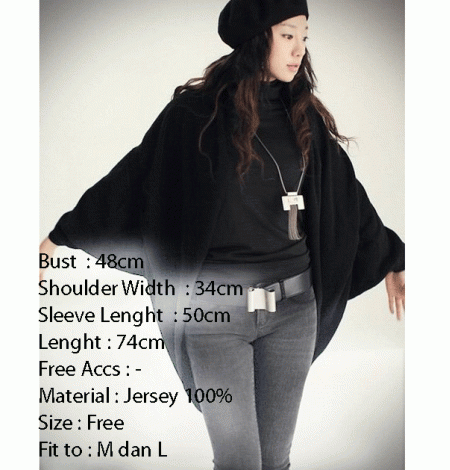 Bust : 48cm
Shoulder Width : 34cm
Sleeve Lenght : 50cm
Lenght : 74cm
Free Accs : -
Material : Jersey 100%
Size : Free
Fit to : M dan L